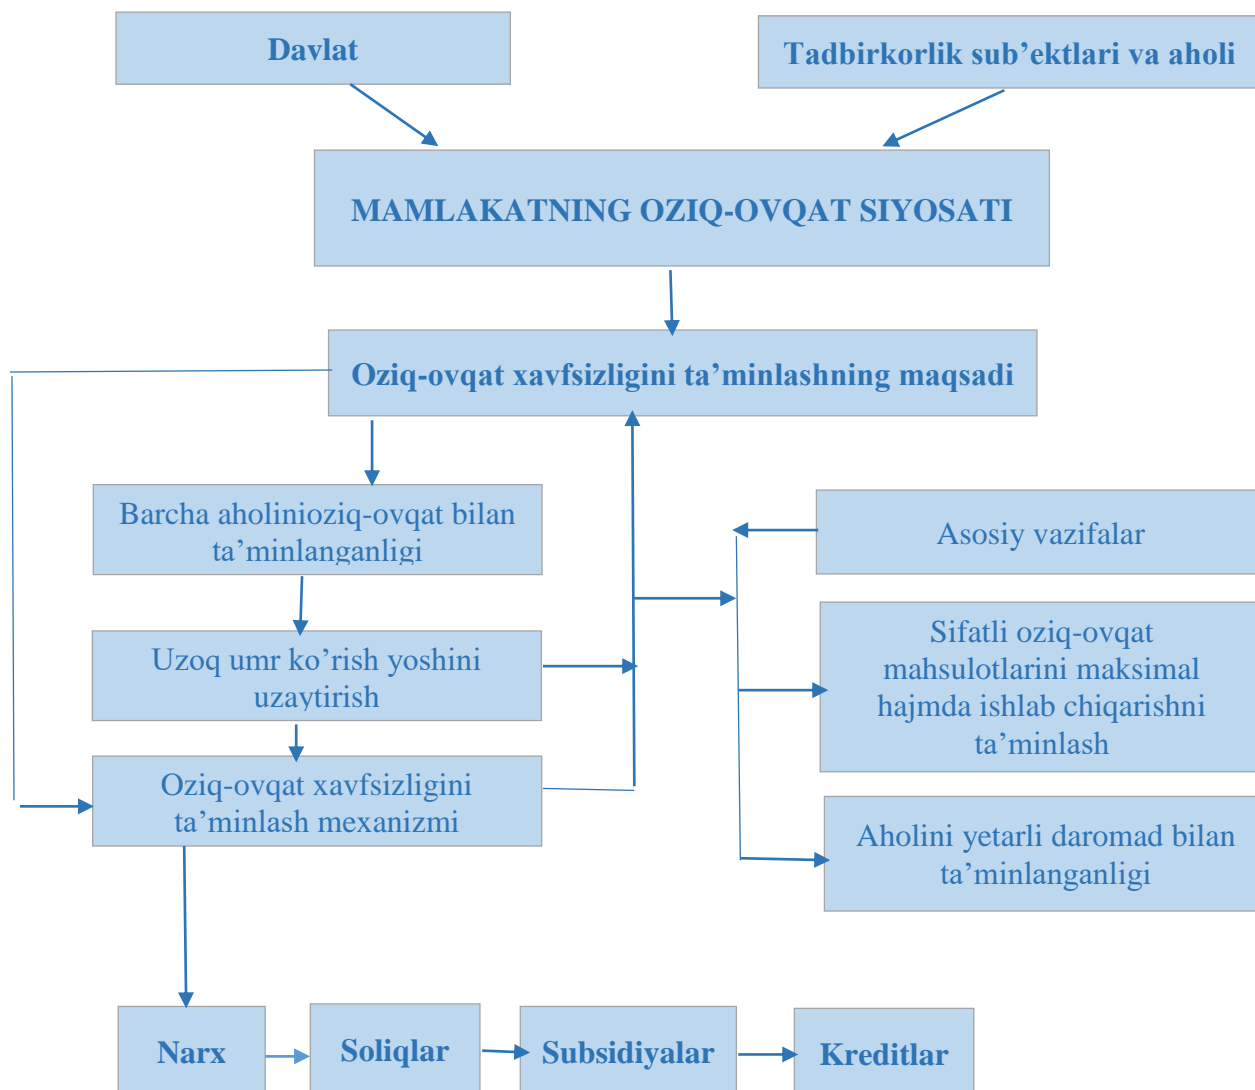 Davlat
Tadbirkorlik sub’ektlari va aholi
MAMLAKATNING OZIQ-OVQAT SIYOSATI
Oziq-ovqat xavfsizligini ta’minlashning maqsadi
Barcha aholinioziq-ovqat bilan
ta’minlanganligi
Uzoq umr ko’rish yoshini
uzaytirish
Oziq-ovqat xavfsizligini
ta’minlash mexanizmi
Asosiy vazifalar
Sifatli oziq-ovqat
mahsulotlarini maksimal
hajmda ishlab chiqarishni
ta’minlash
Aholini yetarli daromad bilan
ta’minlanganligi
Narx
Soliqlar
Subsidiyalar
Kreditlar